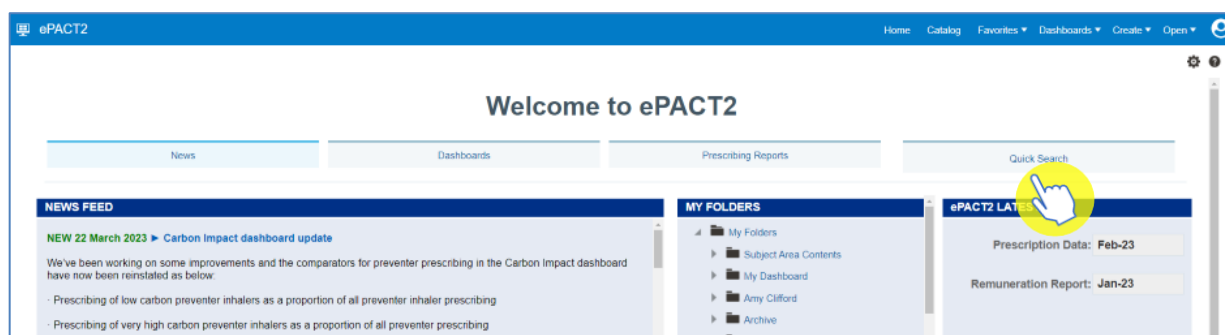 ePACT2
Home Catalog Favorites Dashboards Create Open
Welcome to ePACT2
News
Dashboards
Prescribing Reports
Quick Search
NEWS FEED
NEW 22 March 2023 ► Carbon Impact dashboard update
We've been working on some improvements and the comparators for preventer prescribing in the Carbon Impact dashboard
have now been reinstated as below:
· Prescribing of low carbon preventer inhalers as a proportion of all preventer inhaler prescribing
· Prescribing of very high carbon preventer inhalers as a proportion of all preventer prescribing
MY FOLDERS
My Folders
Subject Area Contents
My Dashboard
Amy Clifford
Archive
ePACT2 LATES
Prescription Data: Feb-23
Remuneration Report: Jan-23